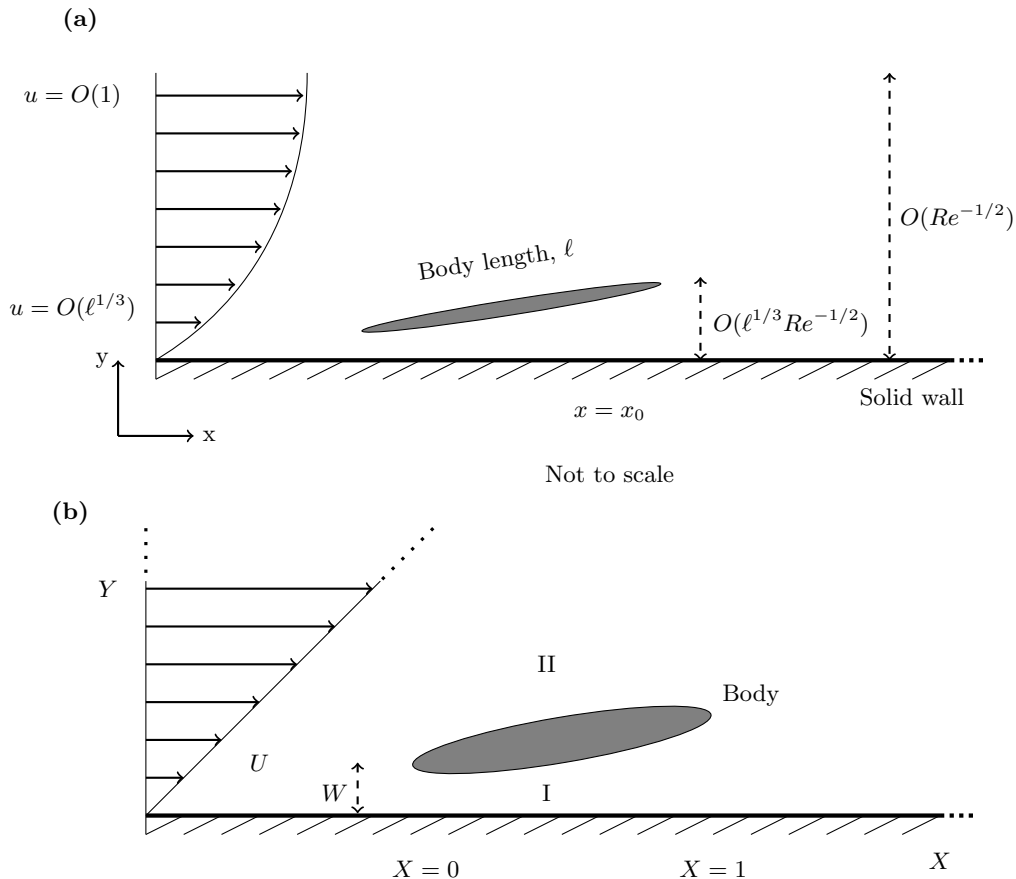 (a)
u = O(1)
O(Re^{-1/2})
Body length, ℓ
u = O(ℓ^{1/3})
O(ℓ^{1/3}Re^{-1/2})
y
Solid wall
x = x_0
x
Not to scale
(b)
Y
II
Body
U
W
I
X = 0
X = 1
X